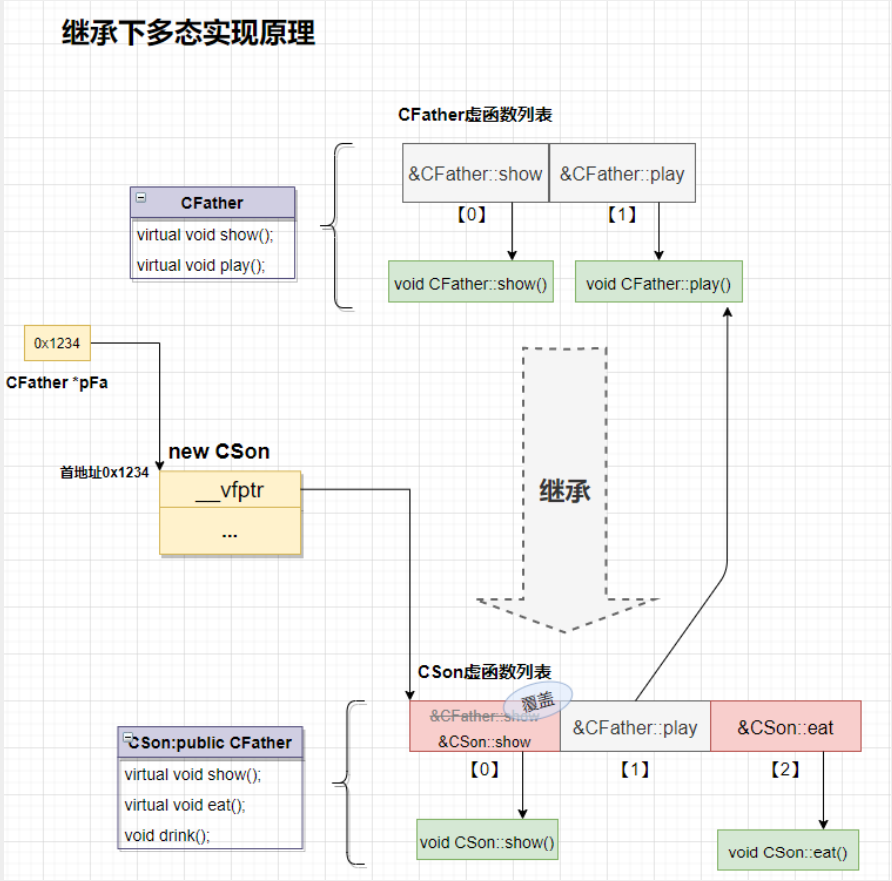 继承下多态实现原理
CFather虚函数列表
&CFather::show
&CFather::play
【0】
【1】
CFather
virtual void show();
virtual void play();
void CFather::show()
void CFather::play()
0x1234
CFather *pFa
new CSon
首地址0x1234
__vfptr
...
继承
CSon虚函数列表
覆盖
&CFather::show
&CSon::show
&CFather::play
&CSon::eat
【0】
【1】
【2】
CSon:public CFather
virtual void show();
virtual void eat();
void drink();
void CSon::show()
void CSon::eat()